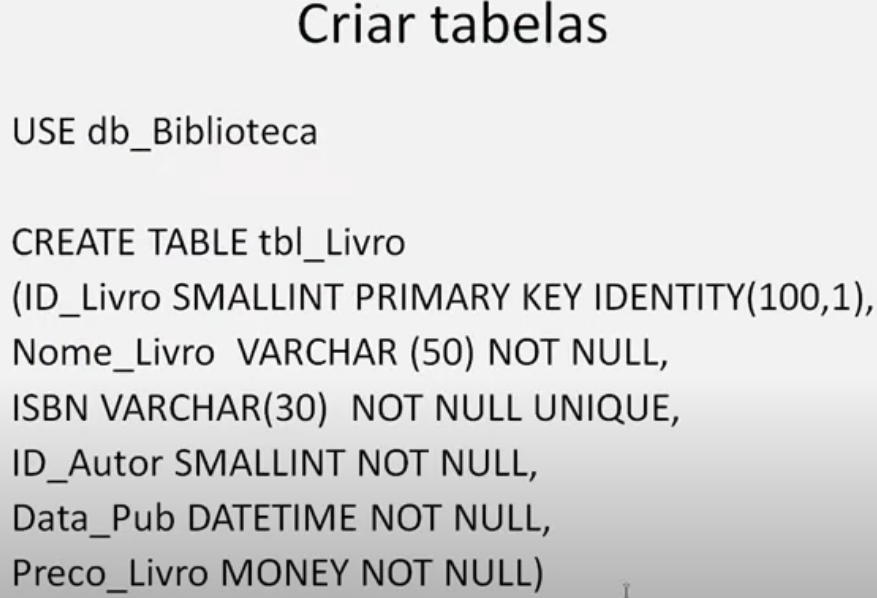 Criar tabelas
USE db_Biblioteca
CREATE TABLE tbl_Livro
(ID_Livro SMALLINT PRIMARY KEY IDENTITY(100,1),
Nome_Livro  VARCHAR (50) NOT NULL,
ISBN VARCHAR(30)  NOT NULL UNIQUE,
ID_Autor SMALLINT NOT NULL,
Data_Pub DATETIME NOT NULL,
Preco_Livro MONEY NOT NULL)